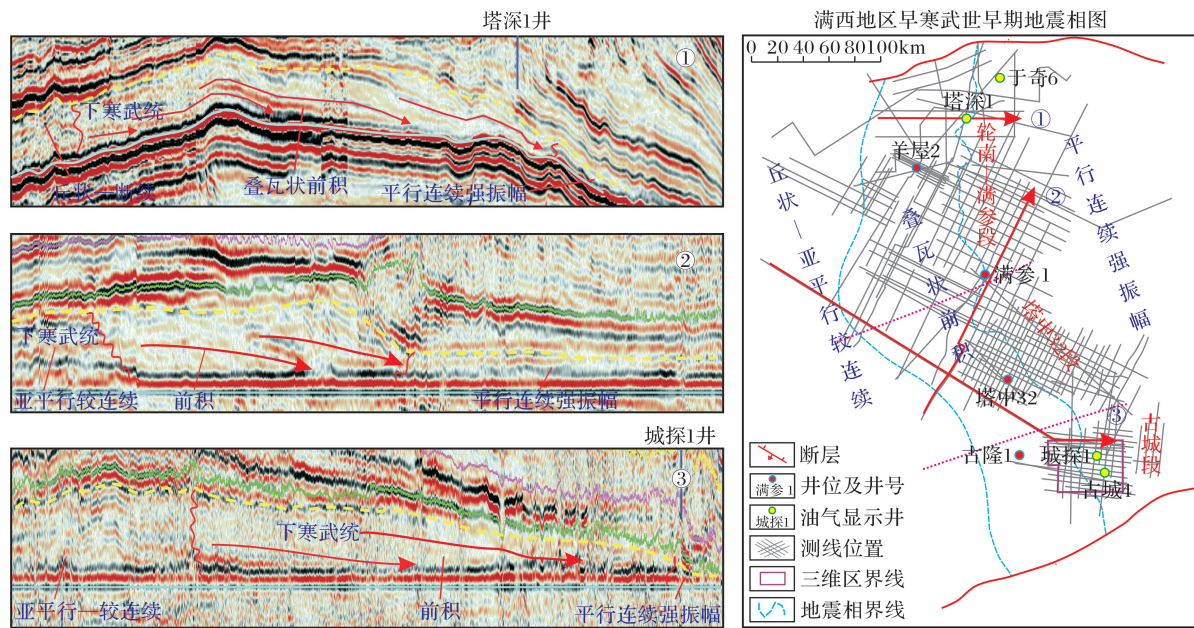 塔深1井
①
下寒武统
丘状—断续
叠瓦状前积
平行连续强振幅
②
下寒武统
亚平行较连续
前积
平行连续强振幅
城探1井
③
下寒武统
亚平行—较连续
前积
平行连续强振幅
满西地区早寒武世早期地震相图
0 20 40 60 80100km
于奇6
塔深1
①
羊屋2
轮南—满参段
平行连续强振幅
②
丘状—亚平行较连续
叠瓦状前积
满参1
塔中32
③
古城段
古隆1
城探1
古城4
断层
满参1
井位及井号
城探1
油气显示井
测线位置
三维区界线
地震相界线